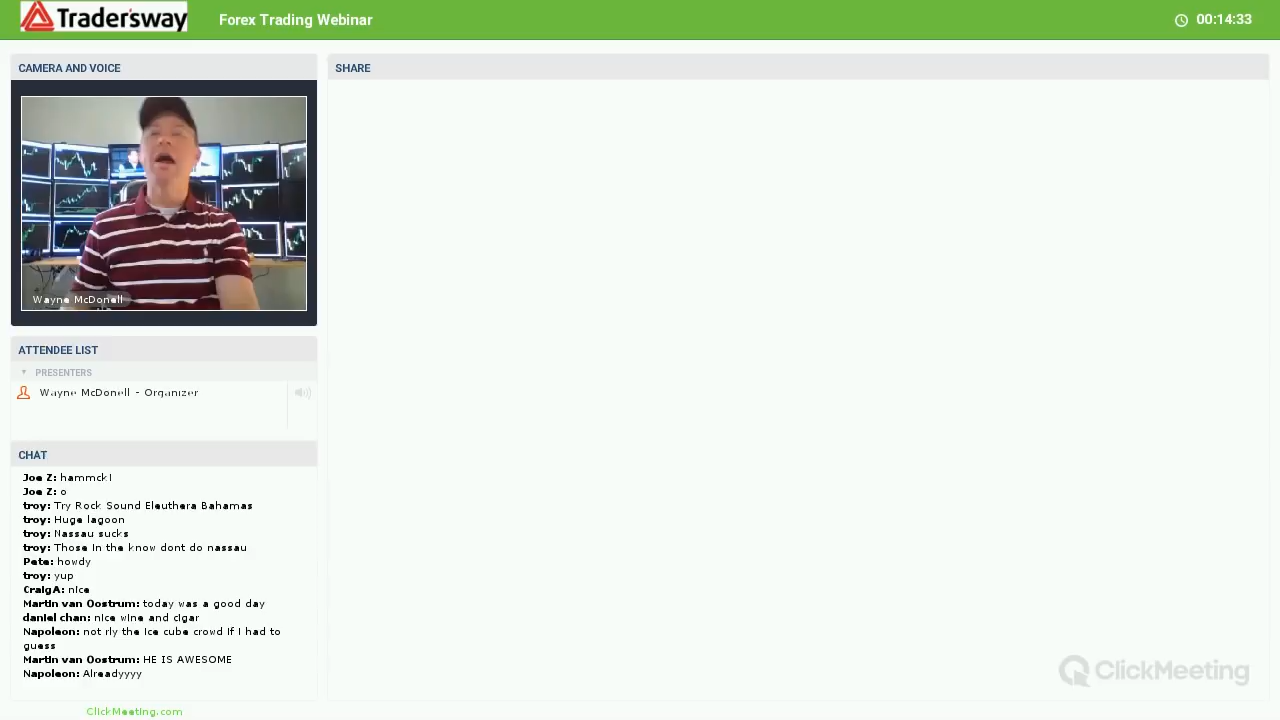 Trader'sway
Forex Trading Webinar
00:14:33
CAMERA AND VOICE
SHARE
Wayne McDonell
ATTENDEE LIST
PRESENTERS
Wayne McDonell - Organizer
CHAT
Joe Z: hammck!
Joe Z: o
troy: Try Rock Sound Eleuthera Bahamas
troy: Huge lagoon
troy: Nassau sucks
troy: Those in the know dont do nassau
Pete: howdy
troy: yup
CraigA: nice
Martin van Oostrum: today was a good day
daniel chan: nice wine and cigar
Napoleon: not rly the ice cube crowd if i had to
guess
Martin van Oostrum: HE IS AWESOME
Napoleon: Alreadyyyy
ClickMeeting
ClickMeeting.com